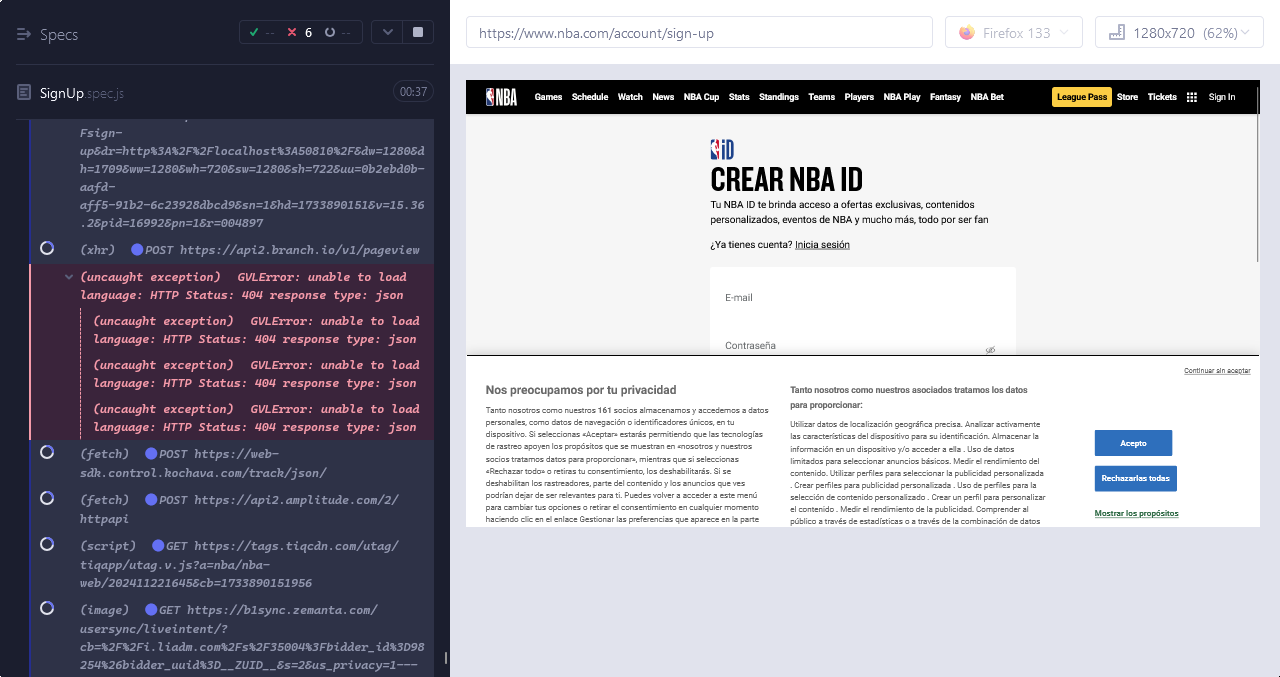 Specs
--
6
--
SignUp.spec.js
00:37
Fsign-
up&dr=http%3A%2F%2Flocalhost%3A50810%2F&dw=1280&d
h=1709&ww=1280&wh=720&sw=1280&sh=722&uu=0b2ebd0b-
aafd-
aff5-91b2-6c23928dbcd9&sn=1&hd=1733890151&v=15.36
.2&pid=16992&pn=1&r=004897
(xhr) POST https://api2.branch.io/v1/pageview
(uncaught exception) GVLError: unable to load
language: HTTP Status: 404 response type: json
(uncaught exception) GVLError: unable to load
language: HTTP Status: 404 response type: json
(uncaught exception) GVLError: unable to load
language: HTTP Status: 404 response type: json
(uncaught exception) GVLError: unable to load
language: HTTP Status: 404 response type: json
(fetch) POST https://web-
sdk.control.hochava.com/track/json/
(fetch) POST https://api2.amplitude.com/2/
httpapi
(script) GET https://tags.tiqcdn.com/utag/
tiqapp/utag.v.js?a=nba/nba-
web/202411221645&cb=1733890151956
(image) GET https://b1sync.zemanta.com/
usersync/liveintent/?
cb=%2F%2Fi.liadm.com%2Fs%2F35004%3Fbidder_id%3D98
254%26bidder_uuid%3D__ZUID__&s=2&us_privacy=1---
https://www.nba.com/account/sign-up
Firefox 133
1280x720 (62%)
NBA
Games Schedule Watch News NBA Cup Stats Standings Teams Players NBA Play Fantasy NBA Bet
League Pass Store Tickets Sign In
iD
CREAR NBA ID
Tu NBA ID te brinda acceso a ofertas exclusivas, contenidos
personalizados, eventos de NBA y mucho más, todo por ser fan
¿Ya tienes cuenta? Inicia sesión
E-mail
Contraseña
Continuar sin aceptar
Nos preocupamos por tu privacidad
Tanto nosotros como nuestros 161 socios almacenamos y accedemos a datos
personales, como datos de navegación o identificadores únicos, en tu
dispositivo. Si seleccionas «Aceptar» estarás permitiendo que las tecnologías
de rastreo apoyen los propósitos que se muestran en «nosotros y nuestros
socios tratamos datos para proporcionar», mientras que si seleccionas
«Rechazar todo» o retiras tu consentimiento, los deshabilitarás. Si se
deshabilitan los rastreadores, parte del contenido y los anuncios que ves
podrían dejar de ser relevantes para ti. Puedes volver a acceder a este menú
para cambiar tus opciones o retirar el consentimiento en cualquier momento
haciendo clic en el enlace Gestionar las preferencias que aparece en la parte
Tanto nosotros como nuestros asociados tratamos los datos
para proporcionar:
Utilizar datos de localización geográfica precisa. Analizar activamente
las características del dispositivo para su identificación. Almacenar la
información en un dispositivo y/o acceder a ella . Uso de datos
limitados para seleccionar anuncios básicos. Medir el rendimiento del
contenido. Utilizar perfiles para seleccionar la publicidad personalizada
. Crear perfiles para publicidad personalizada . Uso de perfiles para la
selección de contenido personalizado . Crear un perfil para personalizar
el contenido . Medir el rendimiento de la publicidad. Comprender al
público a través de estadísticas o a través de la combinación de datos
Acepto
Rechazarlas todas
Mostrar los propósitos